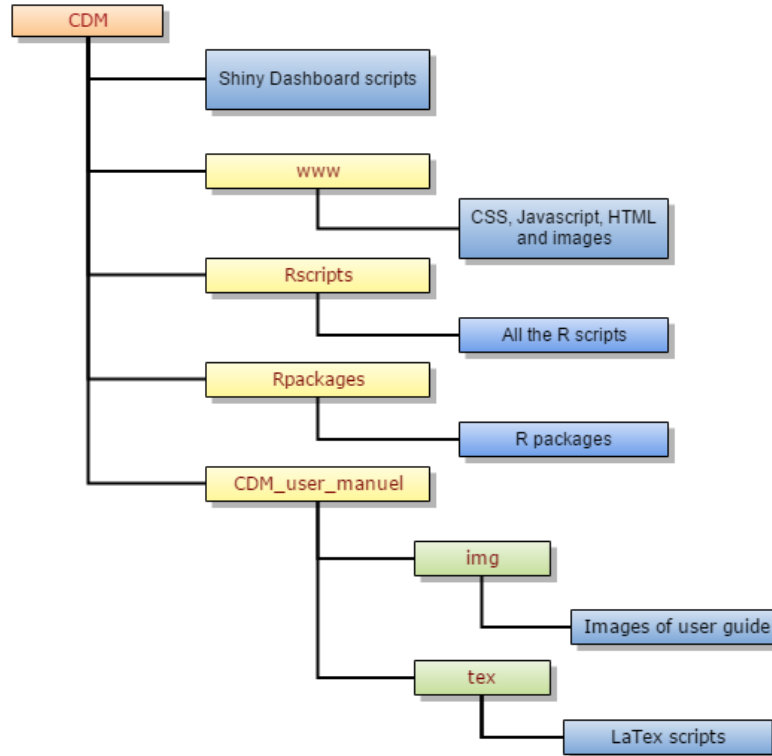 CDM
Shiny Dashboard scripts
www
CSS, Javascript, HTML
and images
Rscripts
All the R scripts
Rpackages
R packages
CDM_user_manuel
img
Images of user guide
tex
LaTex scripts